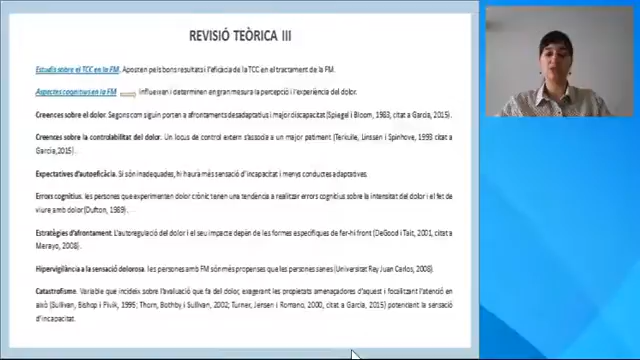 REVISIÓ TEÒRICA III
Estudis sobre el TCC en la FM. Aposten pels bons resultats i l'eficàcia de la TCC en el tractament de la FM.
Aspectes cognitius en la FM influeixen i determinen en gran mesura la percepció i l'experiència del dolor.
Creences sobre el dolor. Segons com siguin porten a afrontaments desadaptatius i major discapacitat (Spiegel i Bloom, 1983, citat a Garcia, 2015).
Creences sobre la controlabilitat del dolor. Un locus de control extern s'associa a un major patiment (Terkuile, Linssen i Spinhove, 1993 citat a
Garcia,2015).
Expectatives d'autoeficàcia. Si són inadequades, hi haurà més sensació d'incapacitat i menys conductes adaptatives.
Errors cognitius. les persones que experimenten dolor crònic tenen una tendencia a realitzar errors cognitius sobre la intensitat del dolor i el fet de
viure amb dolor (Dufton, 1989).
Estratègies d'afrontament. L'autoregulació del dolor i el seu impacte depèn de les formes específiques de fer-hi front (DeGood i Tait, 2001, citat a
Merayo, 2008).
Hipervigilància a la sensació dolorosa. les persones amb FM són més propenses que les persones sanes (Universitat Rey Juan Carlos, 2008).
Catastrofisme. Variable que incideix sobre l'avaluació que fa del dolor, exagerant les propietats amenaçadores d'aquest i focalitzant l'atenció en
això (Sullivan, Bishop i Pivik, 1995; Thorn, Bothby i Sullivan, 2002; Turner, Jensen i Romano, 2000, citat a Garcia, 2015) potenciant la sensació
d'incapacitat.